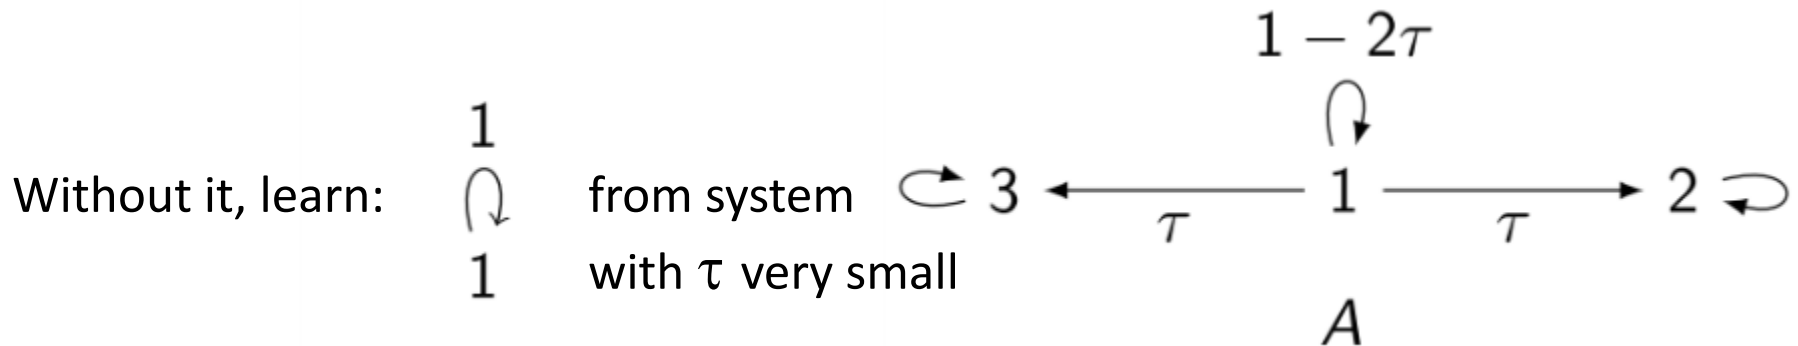 1 − 2τ
1
Without it, learn:
from system
3
1
2
τ
τ
1
with τ very small
A